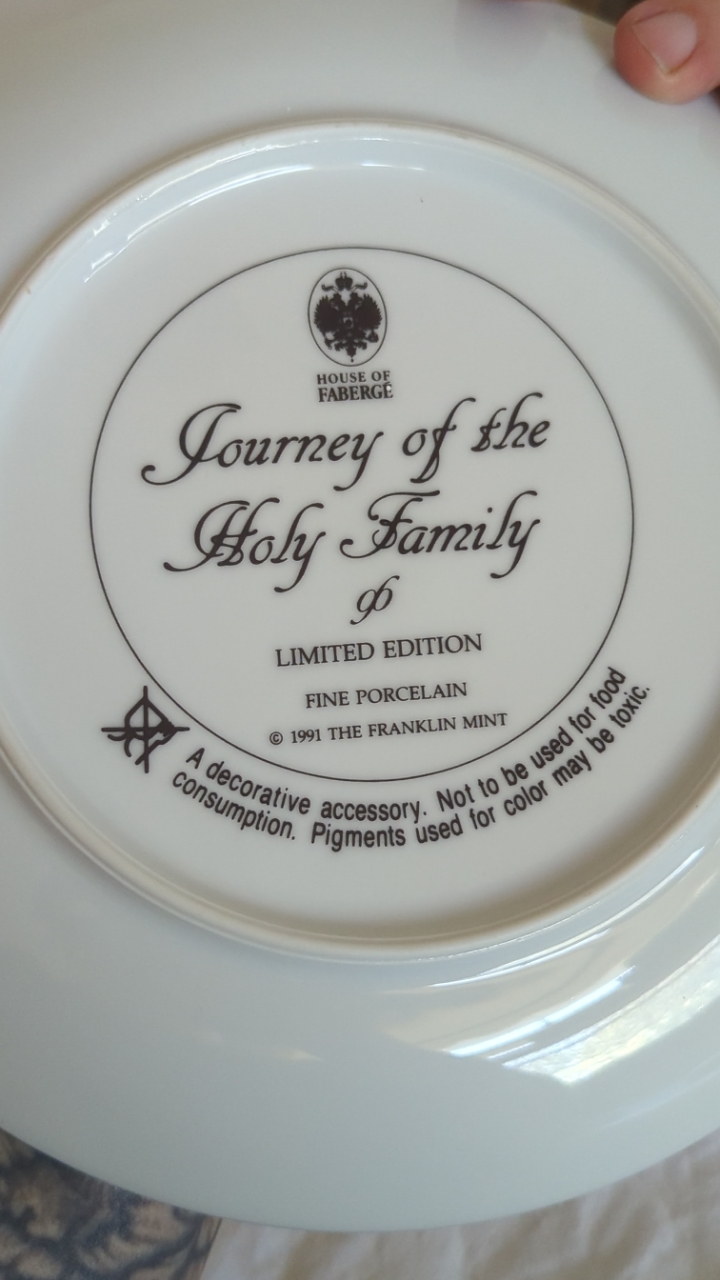 HOUSE OF
FABERGÉ
Journey of the
Holy Family
LIMITED EDITION
FINE PORCELAIN
© 1991 THE FRANKLIN MINT
A decorative accessory. Not to be used for food
consumption. Pigments used for color may be toxic.